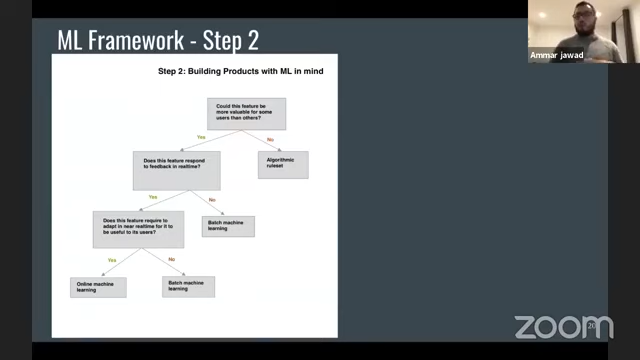 ML Framework - Step 2
Ammar jawad
Step 2: Building Products with ML in mind
Could this feature be
more valuable for some
users than others?
Yes
No
Does this feature respond
to feedback in realtime?
Algorithmic
ruleset
Yes
No
Does this feature require to
adapt in near realtime for it to
be useful to its users?
Batch machine
learning
Yes
No
Online machine
learning
Batch machine
learning
20
zoom